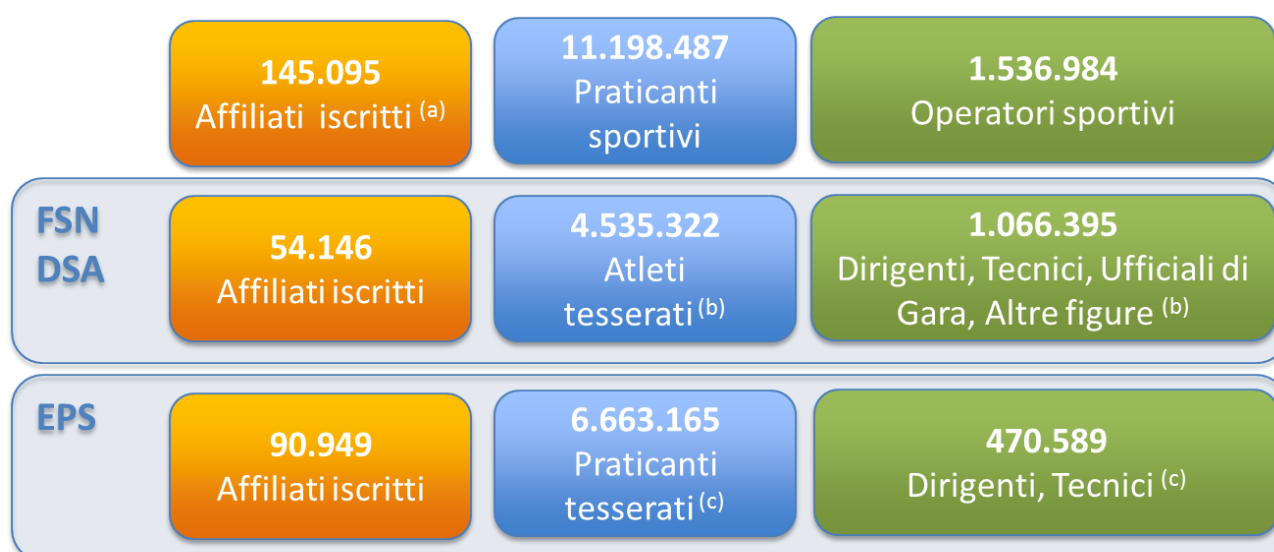 145.095
Affiliati iscritti (a)
11.198.487
Praticanti
sportivi
1.536.984
Operatori sportivi
FSN
DSA
54.146
Affiliati iscritti
4.535.322
Atleti
tesserati (b)
1.066.395
Dirigenti, Tecnici, Ufficiali di
Gara, Altre figure (b)
EPS
90.949
Affiliati iscritti
6.663.165
Praticanti
tesserati (c)
470.589
Dirigenti, Tecnici (c)